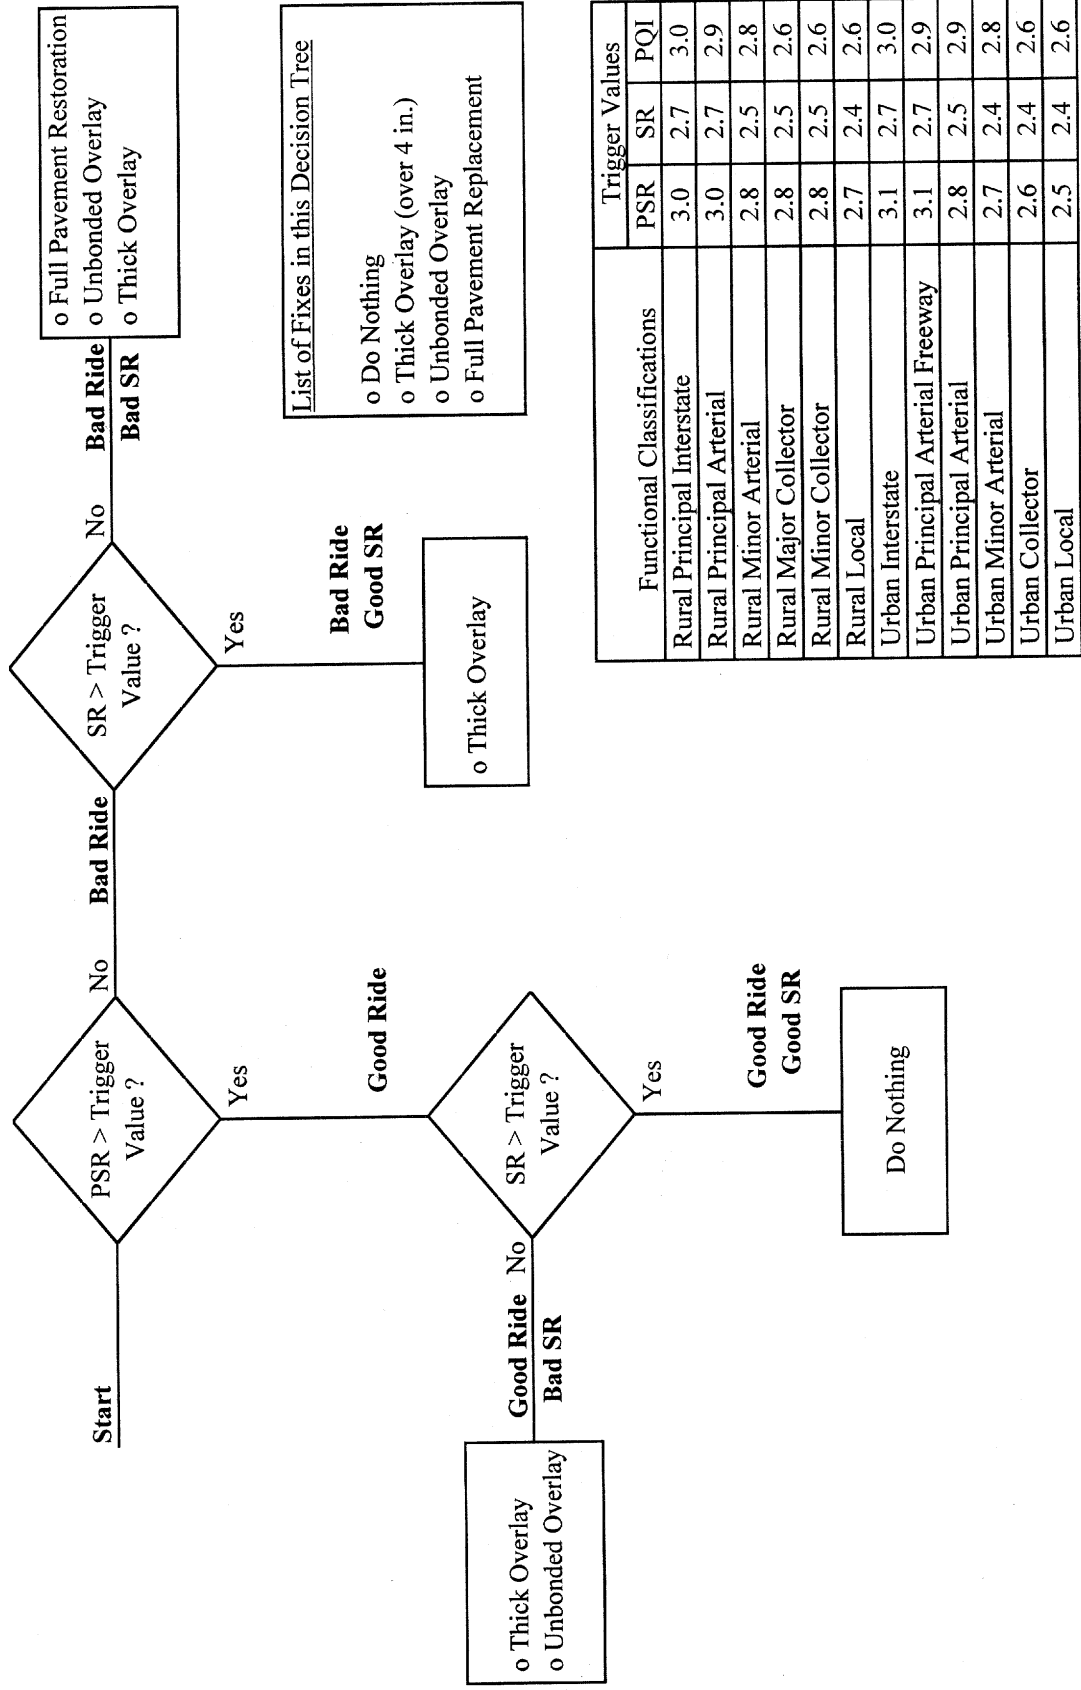 Start
PSR > Trigger
Value ?
No
Bad Ride
SR > Trigger
Value ?
No
Bad Ride
Bad SR
o Full Pavement Restoration
o Unbonded Overlay
o Thick Overlay
Yes
Good Ride
Yes
Bad Ride
Good SR
o Thick Overlay
SR > Trigger
Value ?
Good Ride No
Bad SR
o Thick Overlay
o Unbonded Overlay
Yes
Good Ride
Good SR
Do Nothing
List of Fixes in this Decision Tree
o Do Nothing
o Thick Overlay (over 4 in.)
o Unbonded Overlay
o Full Pavement Replacement
Trigger Values
Functional Classifications PSR SR PQI
Rural Principal Interstate 3.0 2.7 3.0
Rural Principal Arterial 3.0 2.7 2.9
Rural Minor Arterial 2.8 2.5 2.8
Rural Major Collector 2.8 2.5 2.6
Rural Minor Collector 2.8 2.5 2.6
Rural Local 2.7 2.4 2.6
Urban Interstate 3.1 2.7 3.0
Urban Principal Arterial Freeway 3.1 2.7 2.9
Urban Principal Arterial 2.8 2.5 2.9
Urban Minor Arterial 2.7 2.4 2.8
Urban Collector 2.6 2.4 2.6
Urban Local 2.5 2.4 2.6